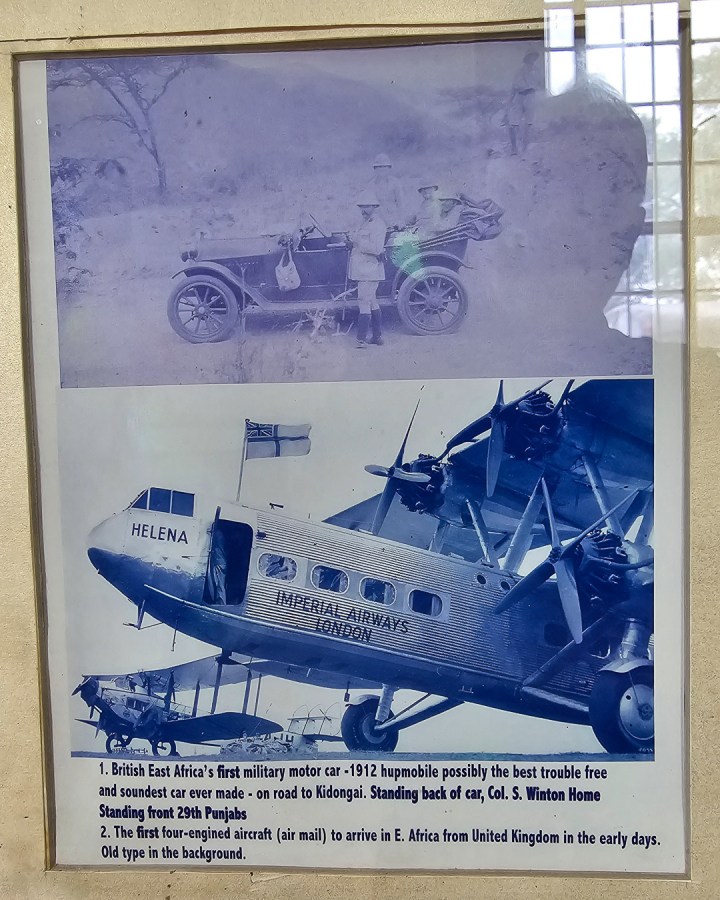 HELENA
IMPERIAL AIRWAYS
LONDON
1. British East Africa's first military motor car -1912 hupmobile possibly the best trouble free
and soundest car ever made - on road to Kidongai. Standing back of car, Col. S. Winton Home
Standing front 29th Punjabs
2. The first four-engined aircraft (air mail) to arrive in E. Africa from United Kingdom in the early days.
Old type in the background.